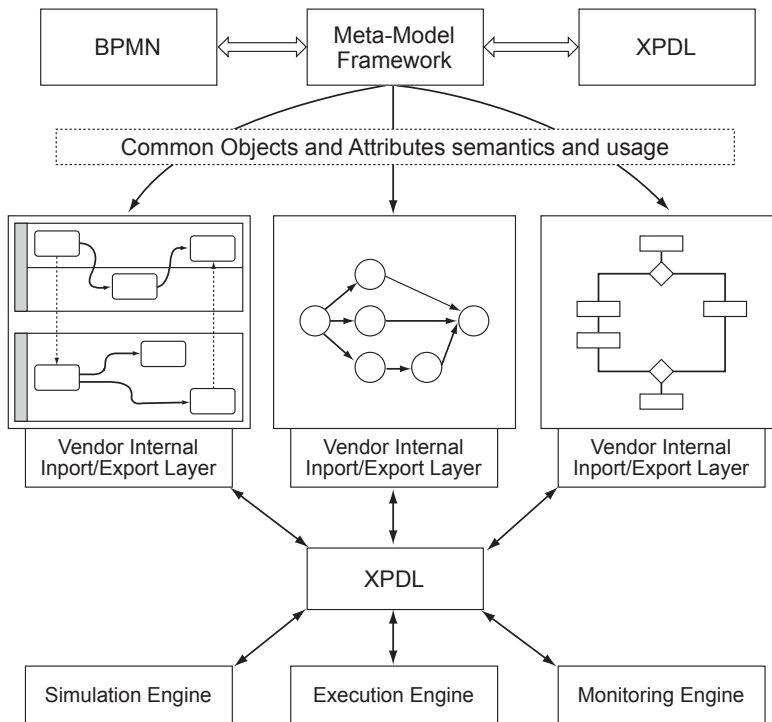 BPMN
Meta-Model
Framework
XPDL
Common Objects and Attributes semantics and usage
Vendor Internal
Inport/Export Layer
Vendor Internal
Inport/Export Layer
Vendor Internal
Inport/Export Layer
XPDL
Simulation Engine
Execution Engine
Monitoring Engine